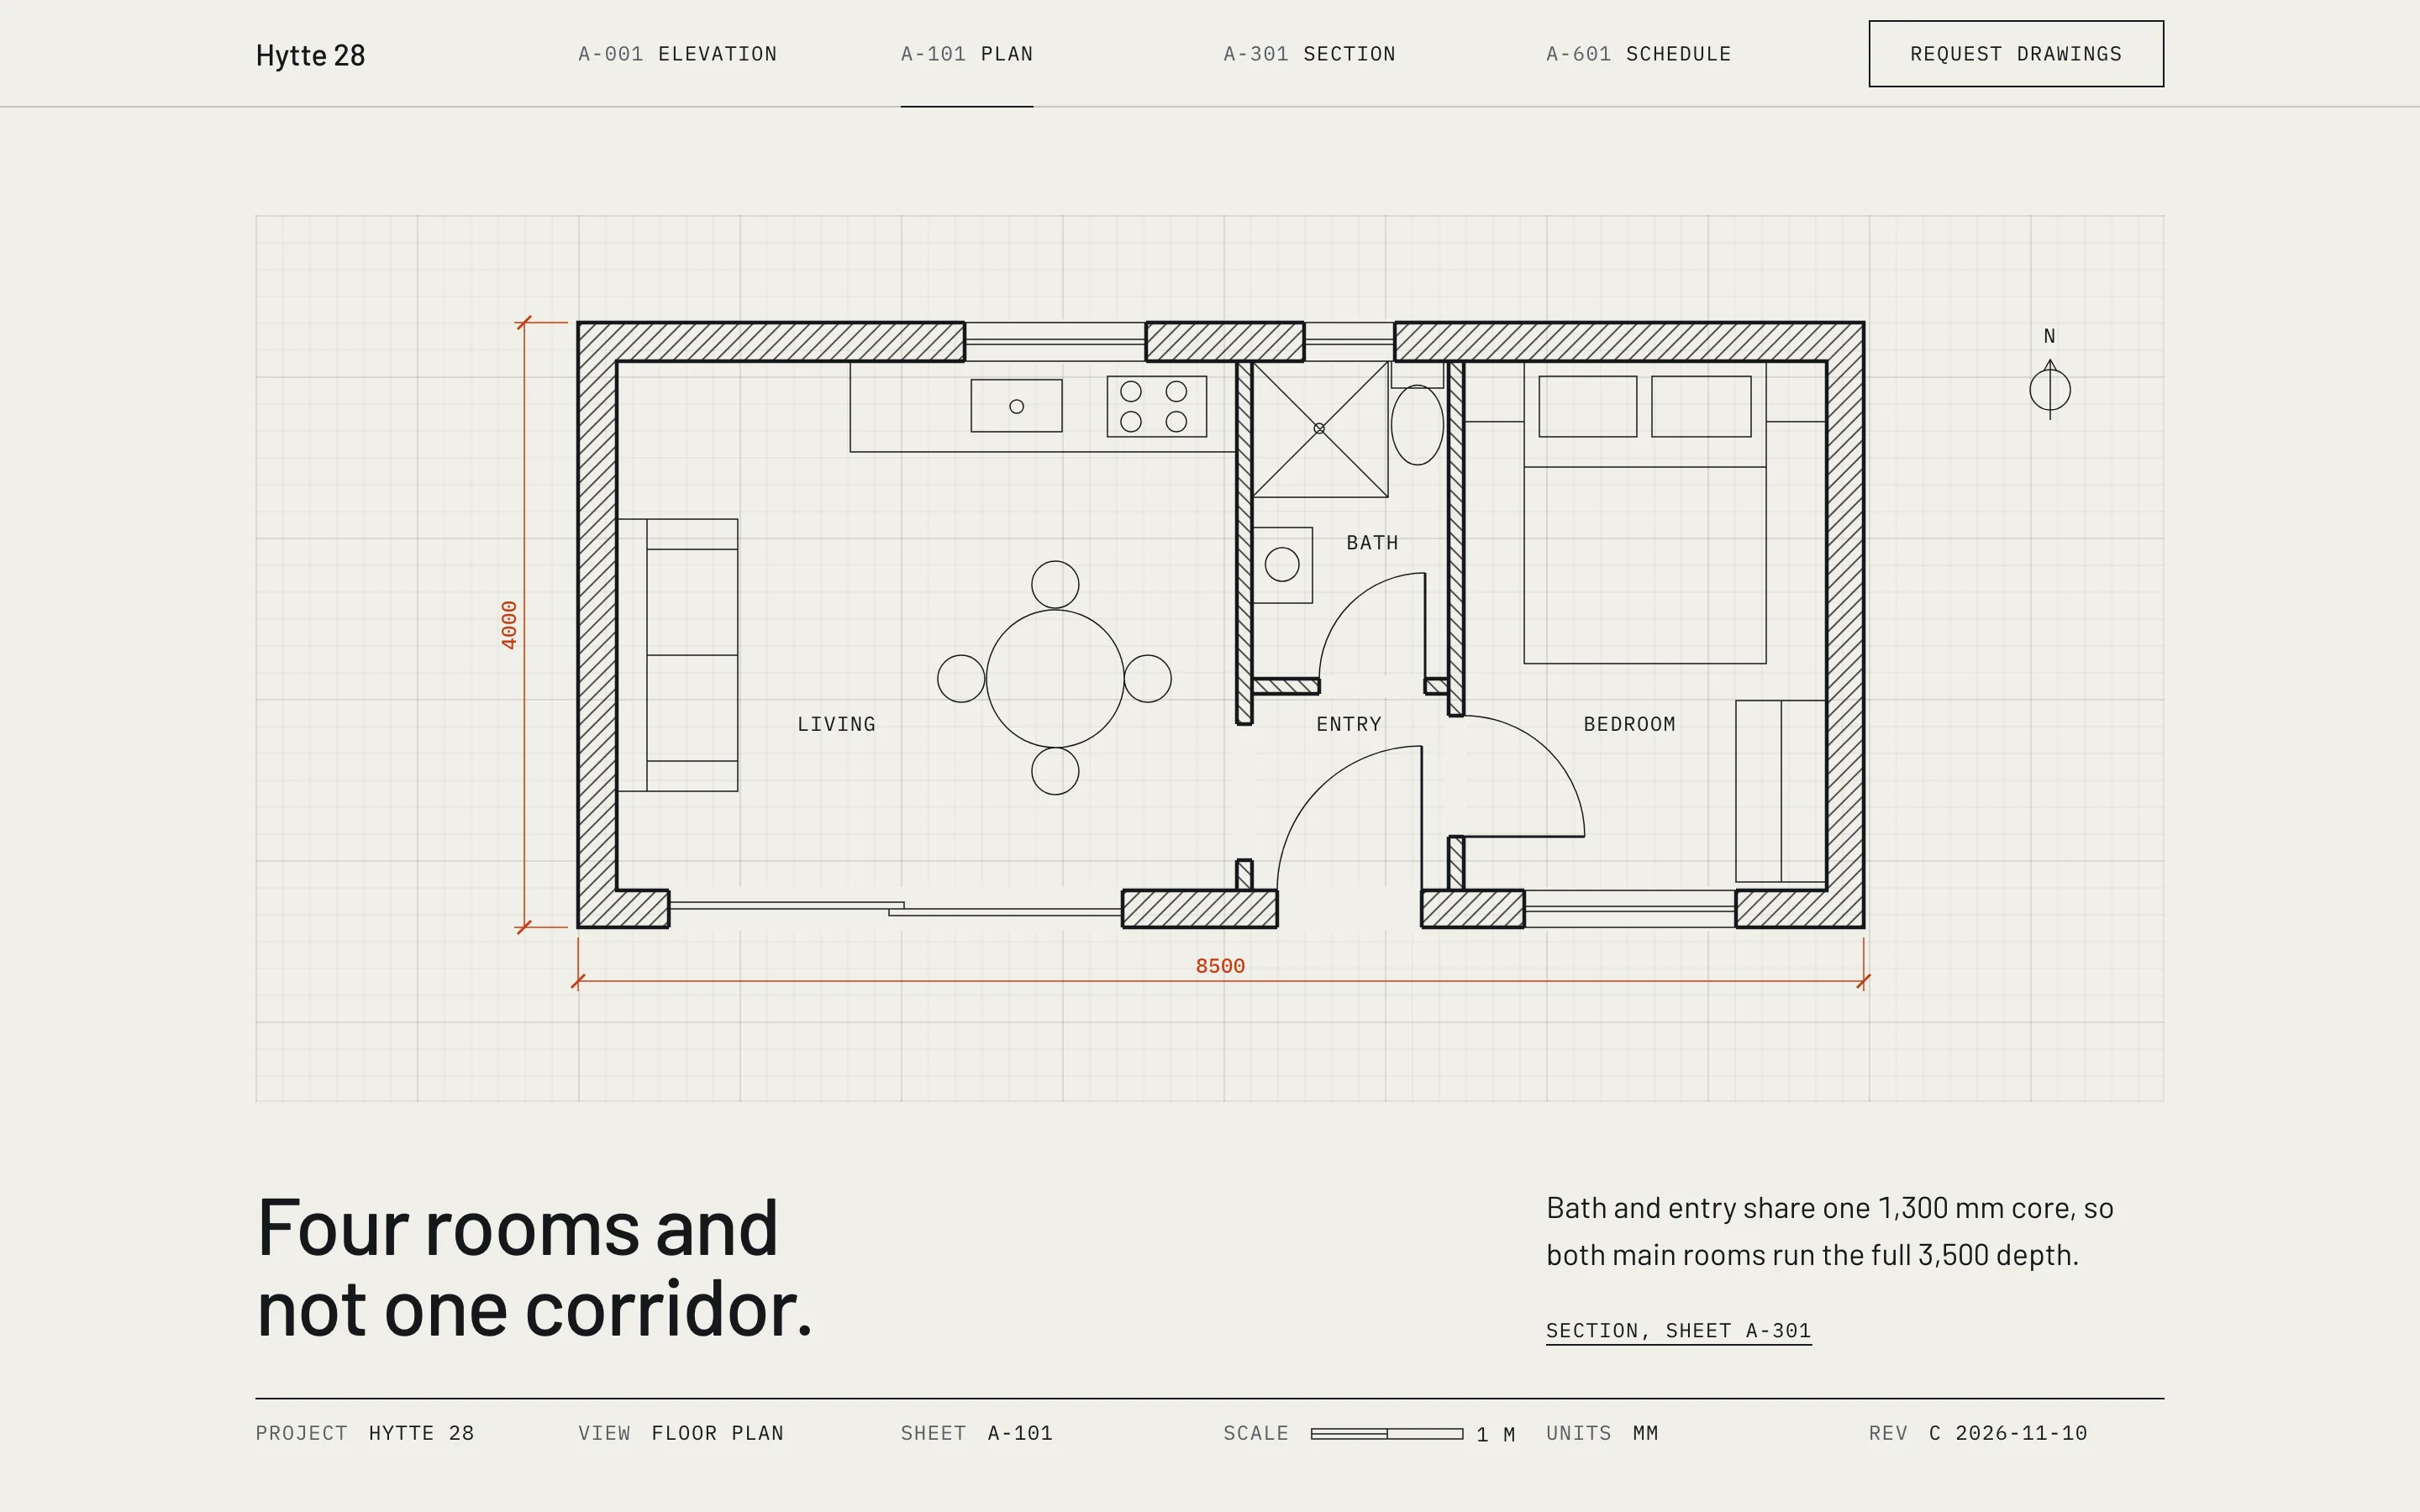 Hytte 28
A-001 ELEVATION
A-101 PLAN
A-301 SECTION
A-601 SCHEDULE
REQUEST DRAWINGS
N
4000
BATH
LIVING
ENTRY
BEDROOM
8500
Four rooms and
not one corridor.
Bath and entry share one 1,300 mm core, so
both main rooms run the full 3,500 depth.
SECTION, SHEET A-301
PROJECT HYTTE 28
VIEW FLOOR PLAN
SHEET A-101
SCALE 1 M
UNITS MM
REV C 2026-11-10